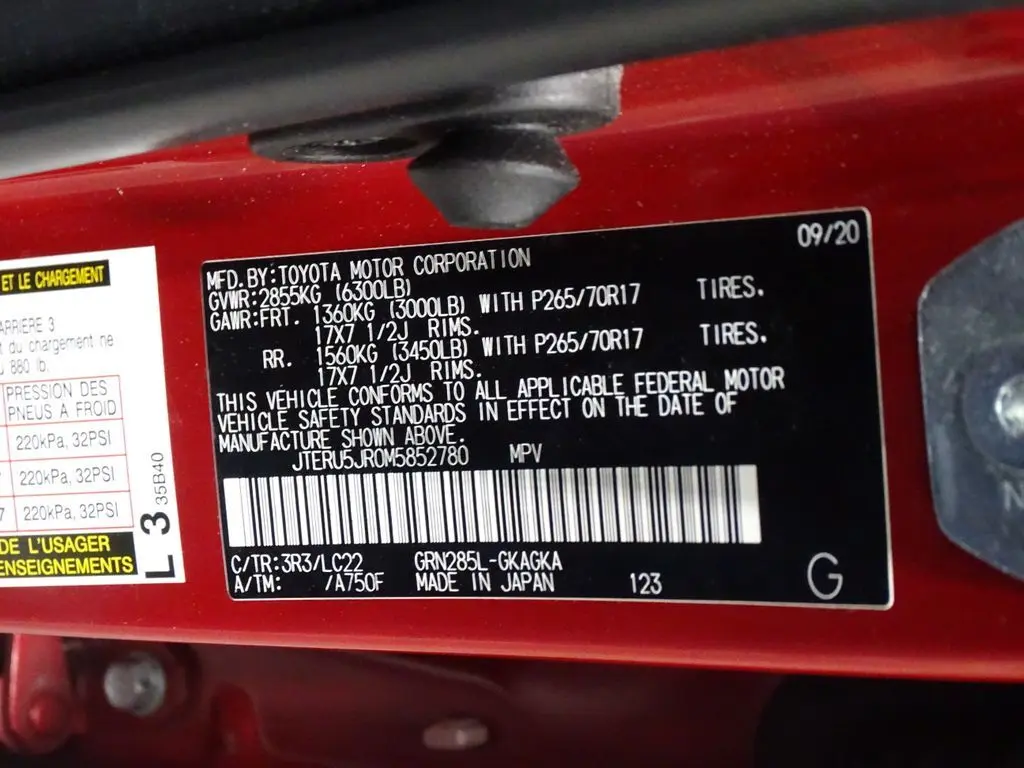 09/20
MFD. BY: TOYOTA MOTOR CORPORATION
GVWR: 2855KG (6300LB)
GAWR: FRT. 1360KG (3000LB) WITH P265/70R17 TIRES.
17X7 1/2J RIMS.
RR. 1560KG (3450LB) WITH P265/70R17 TIRES.
17X7 1/2J RIMS.
THIS VEHICLE CONFORMS TO ALL APPLICABLE FEDERAL MOTOR
VEHICLE SAFETY STANDARDS IN EFFECT ON THE DATE OF
MANUFACTURE SHOWN ABOVE.
JTERU5JR0M5852780 MPV
C/TR: 3R3/LC22 GRN285L-GKAGKA
A/TM: /A750F MADE IN JAPAN 123
G
ET LE CHARGEMENT
ARRIERE 3
du chargement ne
880 lb.
PRESSION DES
PNEUS A FROID
220kPa, 32PSI
220kPa, 32PSI
7 220kPa, 32PSI
DE L'USAGER
ENSEIGNEMENTS
L 3 35B40
N